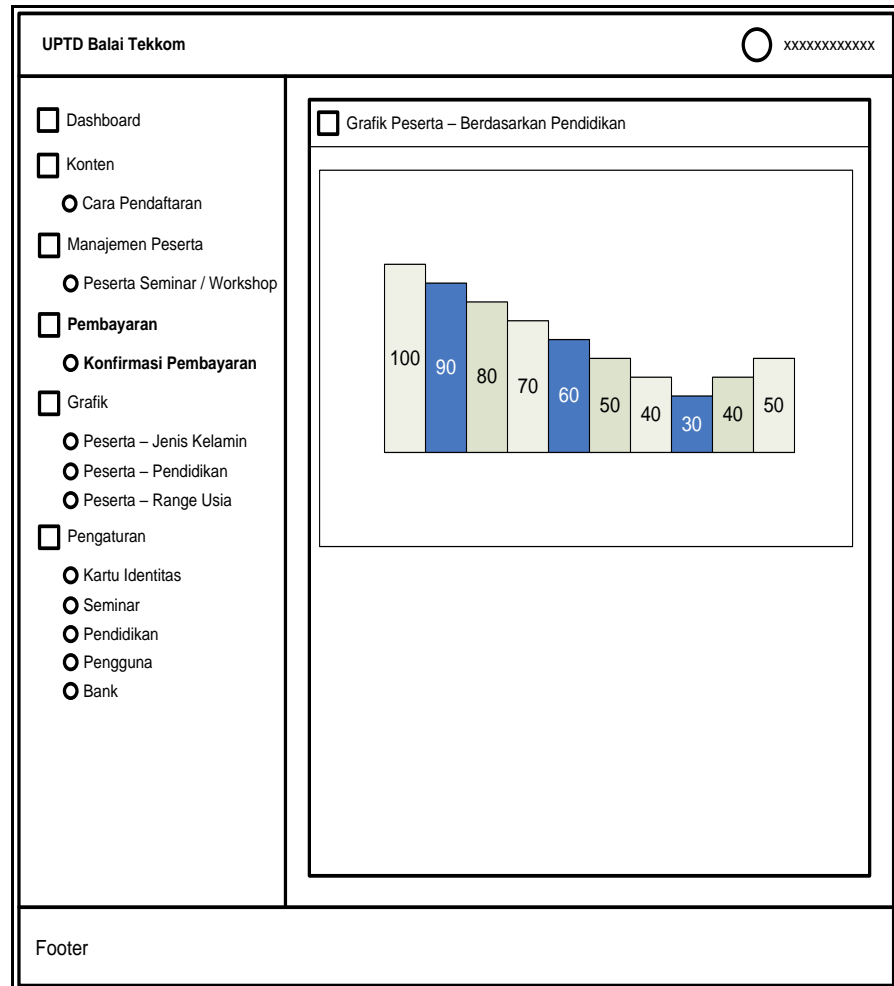 UPTD Balai Tekkom
xxxxxxxxxxxx
Dashboard
Konten
Cara Pendaftaran
Manajemen Peserta
Peserta Seminar / Workshop
Pembayaran
Konfirmasi Pembayaran
Grafik
Peserta – Jenis Kelamin
Peserta – Pendidikan
Peserta – Range Usia
Pengaturan
Kartu Identitas
Seminar
Pendidikan
Pengguna
Bank
Grafik Peserta – Berdasarkan Pendidikan
100 90 80 70 60 50 40 30 40 50
Footer